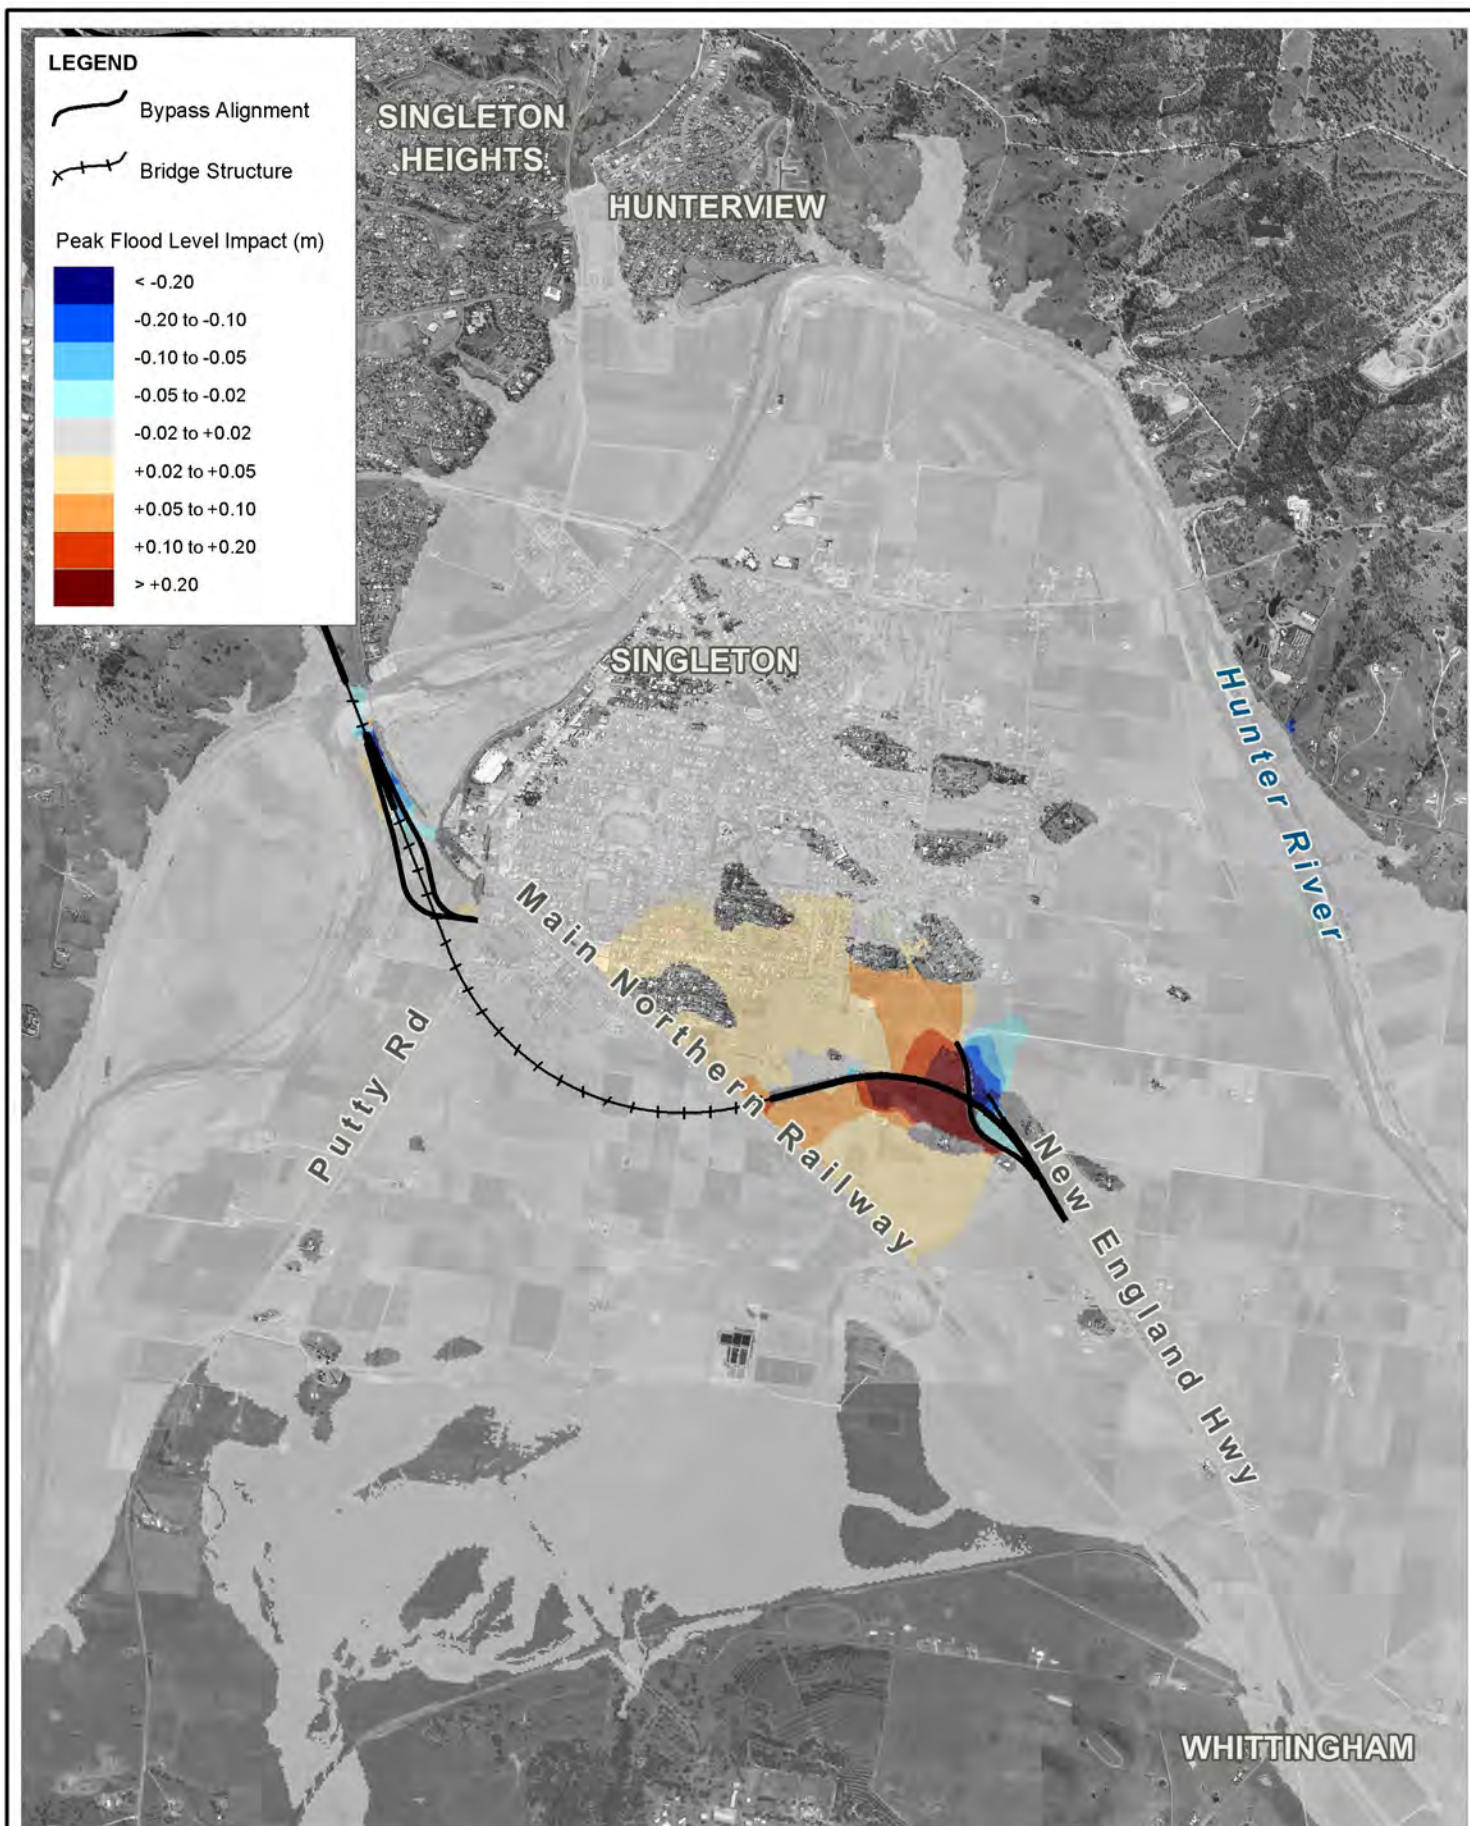 LEGEND
Bypass Alignment
Bridge Structure
Peak Flood Level Impact (m)
< -0.20
-0.20 to -0.10
-0.10 to -0.05
-0.05 to -0.02
-0.02 to +0.02
+0.02 to +0.05
+0.05 to +0.10
+0.10 to +0.20
> +0.20
SINGLETON
HEIGHTS
HUNTERVIEW
SINGLETON
Hunter River
Main Northern Railway
Putty Rd
New England Hwy
WHITTINGHAM